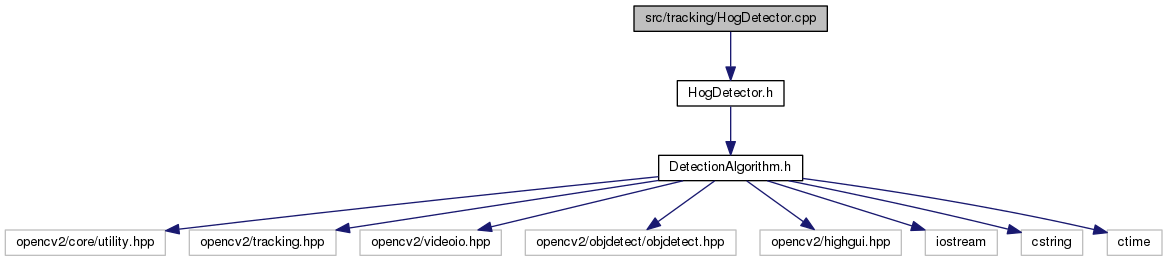 src/tracking/HogDetector.cpp
HogDetector.h
DetectionAlgorithm.h
opencv2/core/utility.hpp
opencv2/tracking.hpp
opencv2/videoio.hpp
opencv2/objdetect/objdetect.hpp
opencv2/highgui.hpp
iostream
cstring
ctime